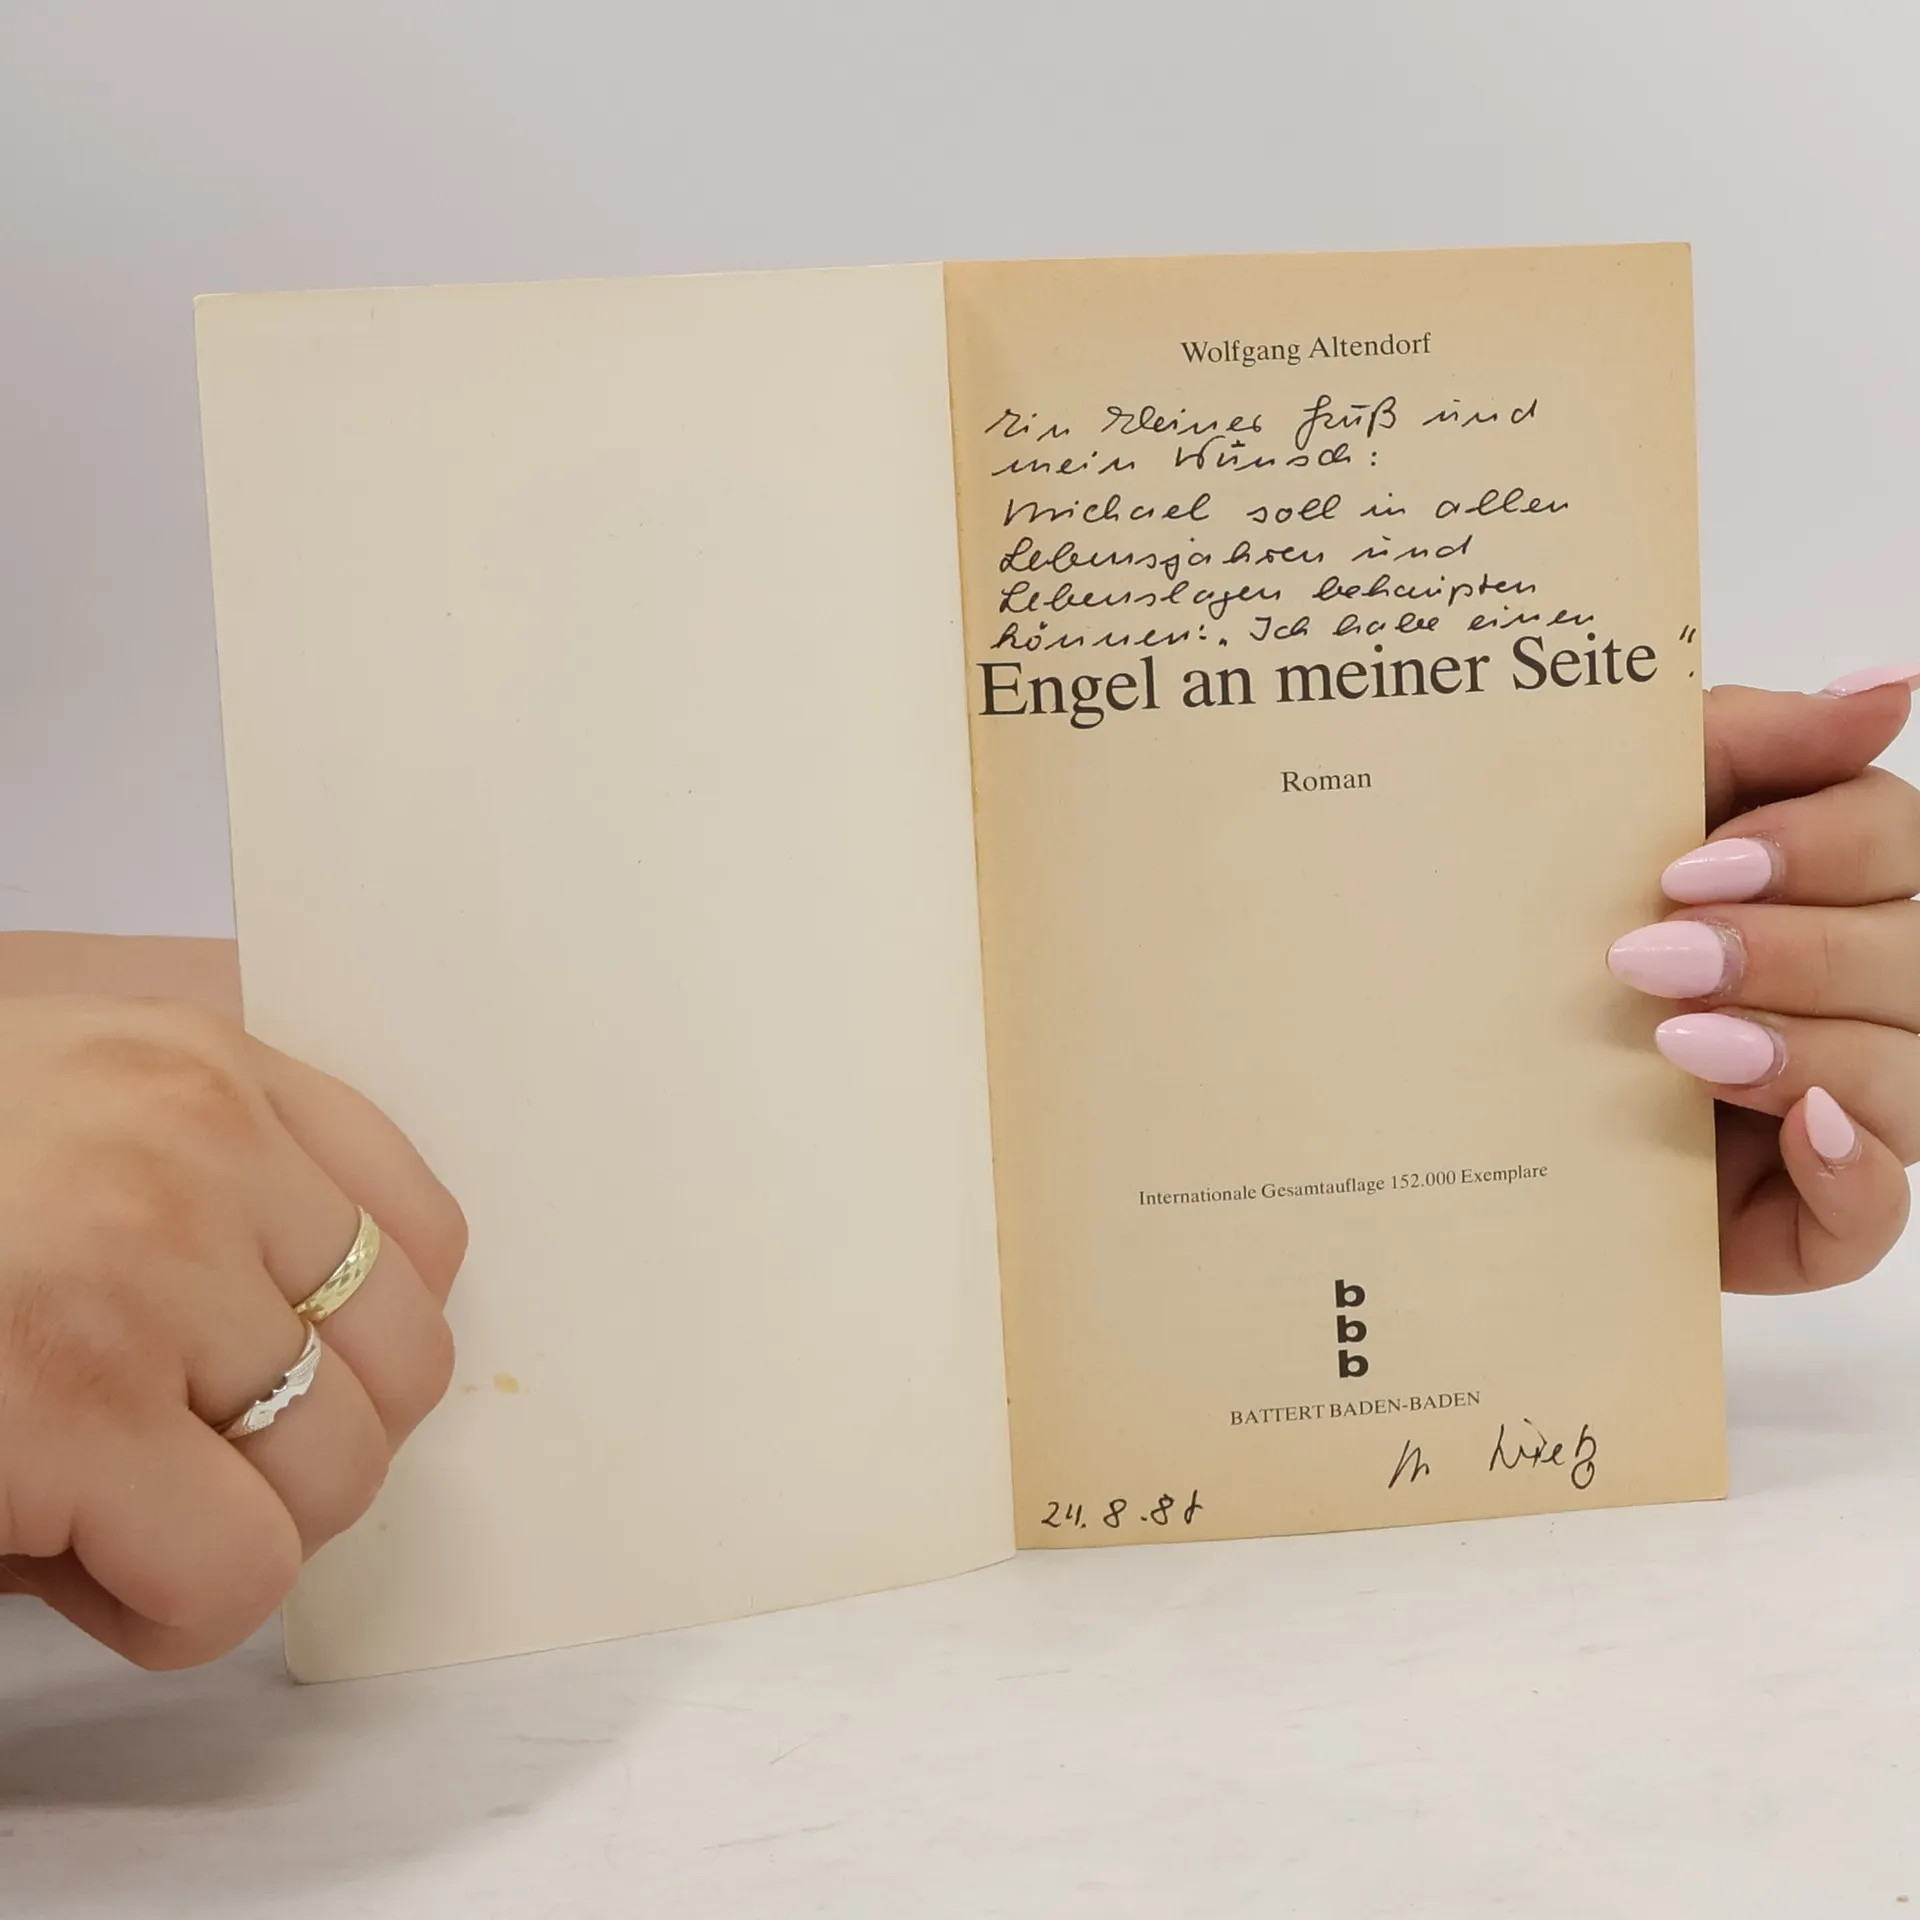 Wolfgang Altendorf
Ein kleiner Gruß und
mein Wunsch:
Michael soll in allen
Lebensjahren und
Lebenslagen behaupten
können: „Ich habe einen
Engel an meiner Seite“.
Roman
Internationale Gesamtauflage 152.000 Exemplare
b
b
b
BATTERT BADEN-BADEN
24. 8.